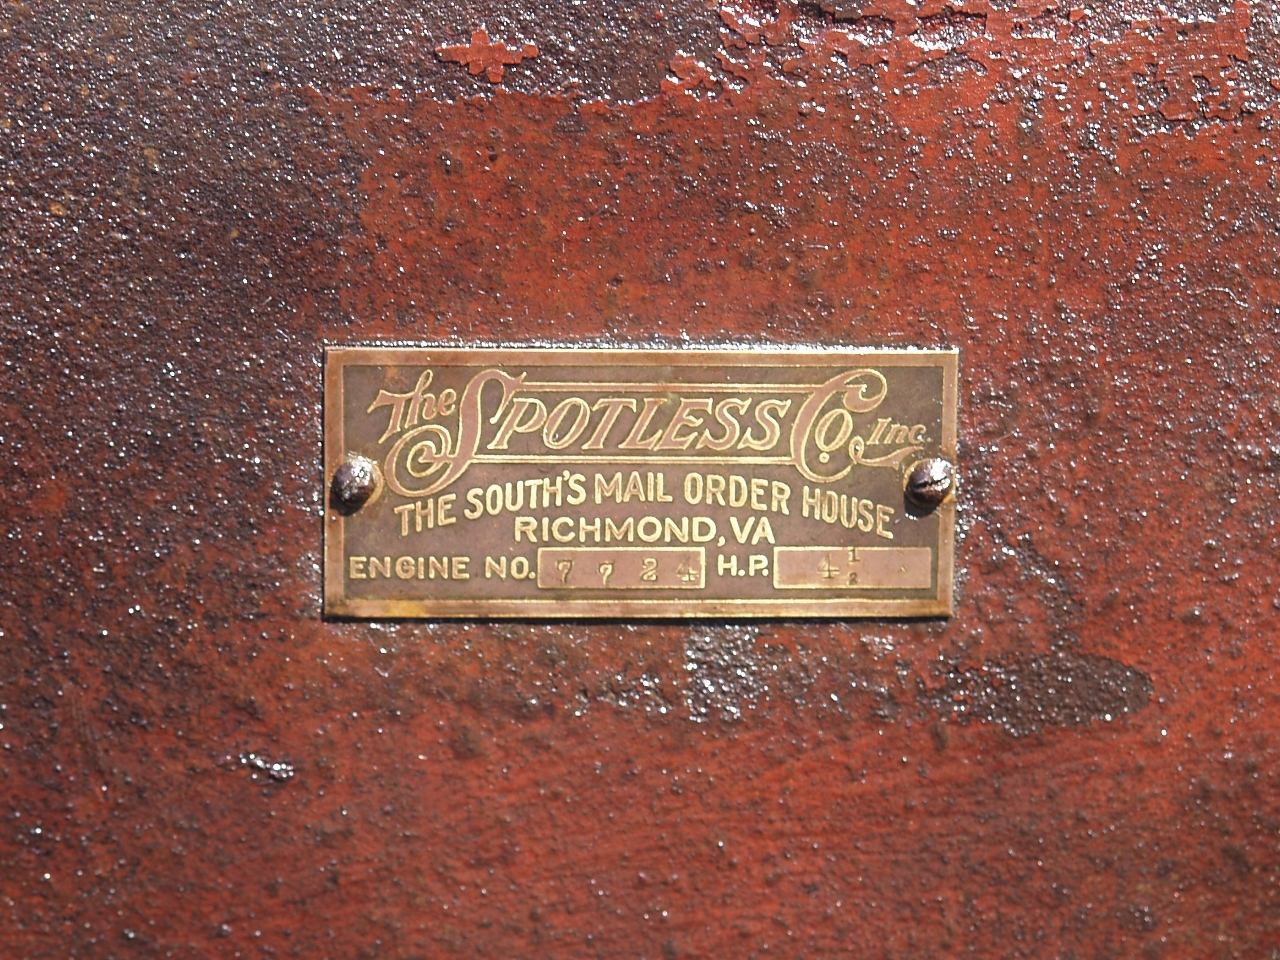 The SPOTLESS Co. Inc.
THE SOUTH'S MAIL ORDER HOUSE
RICHMOND, VA
ENGINE NO. 7724 H.P. 4 1/2